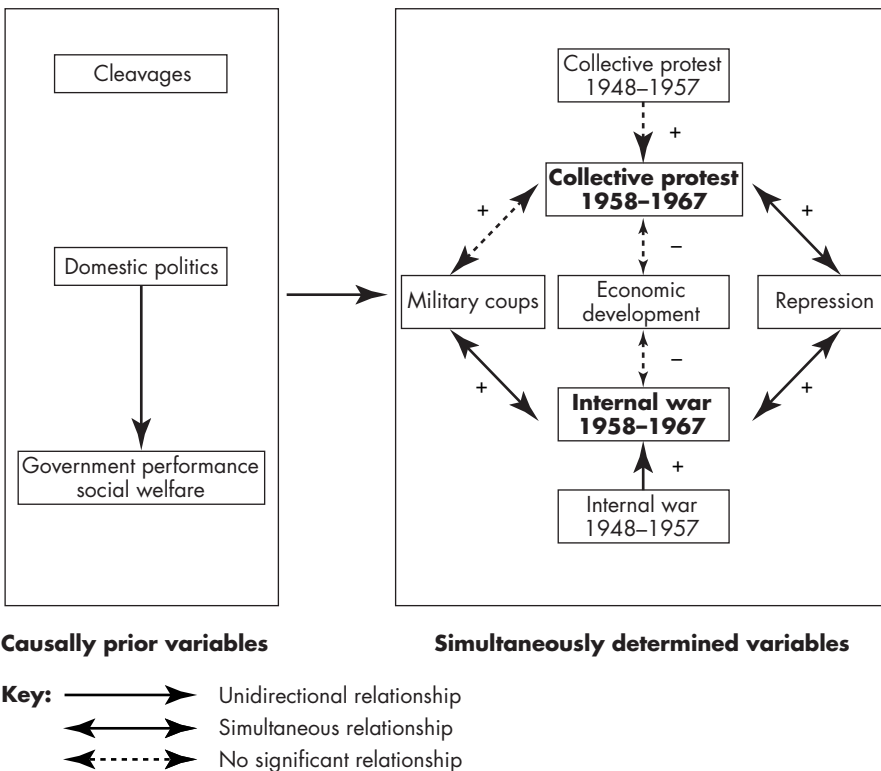 Cleavages
Domestic politics
Government performance
social welfare
Causally prior variables
Collective protest
1948–1957
+
Collective protest
1958–1967
+
+
–
Military coups
Economic
development
Repression
–
+
+
Internal war
1958–1967
+
Internal war
1948–1957
Simultaneously determined variables
Key:
Unidirectional relationship
Simultaneous relationship
No significant relationship